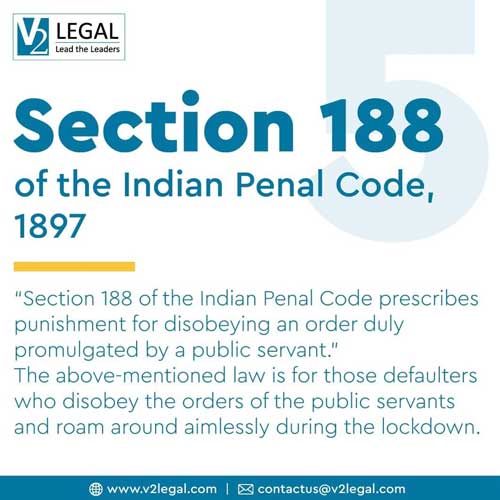 V2 LEGAL
Lead the Leaders
5
Section 188
of the Indian Penal Code,
1897
“Section 188 of the Indian Penal Code prescribes
punishment for disobeying an order duly
promulgated by a public servant.”
The above-mentioned law is for those defaulters
who disobey the orders of the public servants
and roam around aimlessly during the lockdown.
www.v2legal.com | contactus@v2legal.com